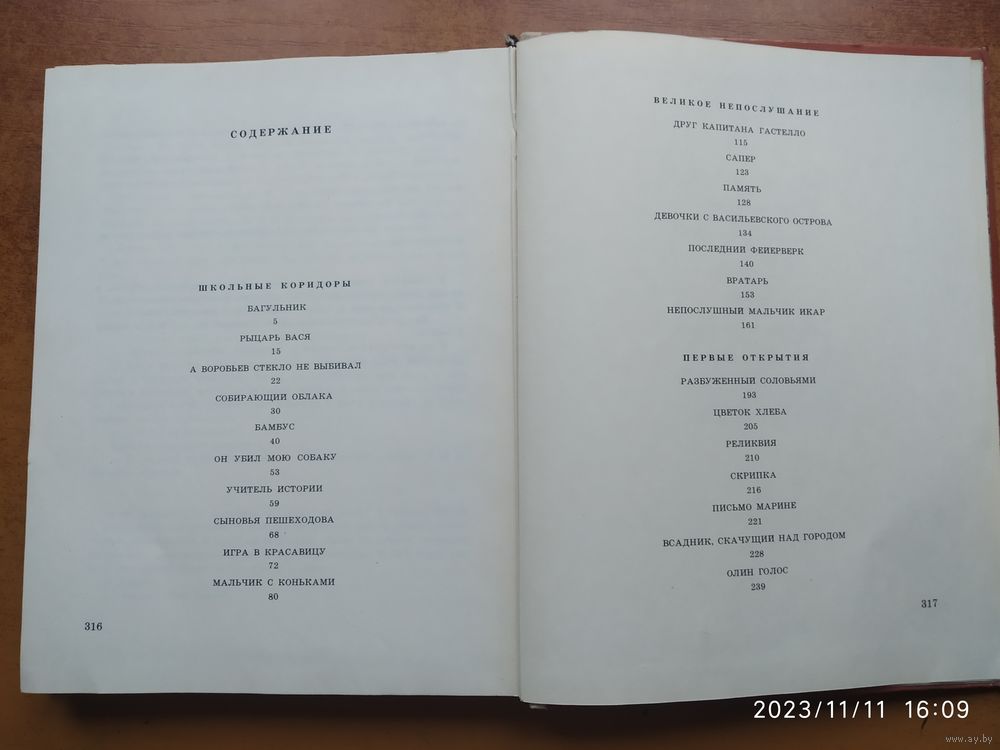 СОДЕРЖАНИЕ
ШКОЛЬНЫЕ КОРИДОРЫ
БАГУЛЬНИК
5
РЫЦАРЬ ВАСЯ
15
А ВОРОБЬЕВ СТЕКЛО НЕ ВЫБИВАЛ
22
СОБИРАЮЩИЙ ОБЛАКА
30
БАМБУС
40
ОН УБИЛ МОЮ СОБАКУ
53
УЧИТЕЛЬ ИСТОРИИ
59
СЫНОВЬЯ ПЕШЕХОДОВА
68
ИГРА В КРАСАВИЦУ
72
МАЛЬЧИК С КОНЬКАМИ
80
316
ВЕЛИКОЕ НЕПОСЛУШАНИЕ
ДРУГ КАПИТАНА ГАСТЕЛЛО
115
САПЕР
123
ПАМЯТЬ
128
ДЕВОЧКИ С ВАСИЛЬЕВСКОГО ОСТРОВА
134
ПОСЛЕДНИЙ ФЕЙЕРВЕРК
140
ВРАТАРЬ
153
НЕПОСЛУШНЫЙ МАЛЬЧИК ИКАР
161
ПЕРВЫЕ ОТКРЫТИЯ
РАЗБУЖЕННЫЙ СОЛОВЬЯМИ
193
ЦВЕТОК ХЛЕБА
205
РЕЛИКВИЯ
210
СКРИПКА
216
ПИСЬМО МАРИНЕ
221
ВСАДНИК, СКАЧУЩИЙ НАД ГОРОДОМ
228
ОЛИН ГОЛОС
239
317
2023/11/11 16:09
www.ay.by